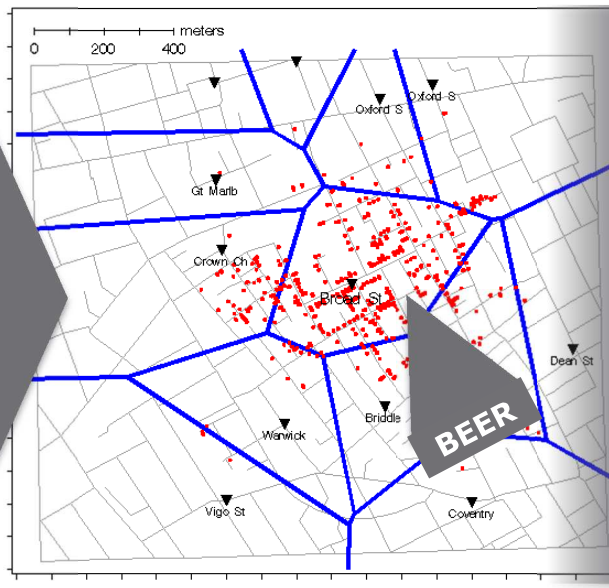 meters
0 200 400
Oxford S
Oxford S
Gt Marlb
Crown Ch
Broad St
Dean St
Briddle
BEER
Warwick
Vigo St
Coventry